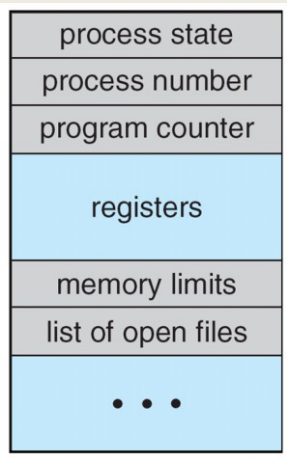 process state
process number
program counter
registers
memory limits
list of open files
• • •